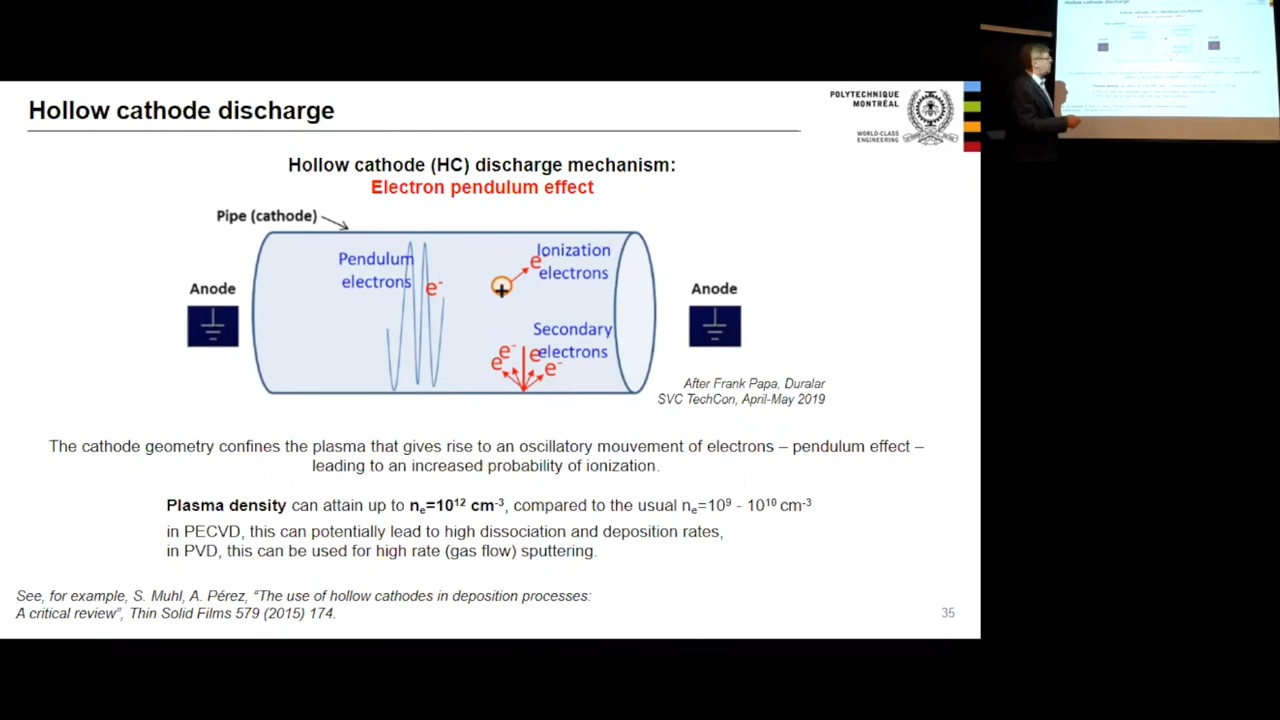 Hollow cathode discharge
POLYTECHNIQUE
MONTRÉAL
WORLD-CLASS
ENGINEERING
Hollow cathode (HC) discharge mechanism:
Electron pendulum effect
Pipe (cathode)
Pendulum
electrons
e-
Ionization
e electrons
+
Anode
Anode
Secondary
electrons
e- e
e e-
After Frank Papa, Duralar
SVC TechCon, April-May 2019
The cathode geometry confines the plasma that gives rise to an oscillatory mouvement of electrons – pendulum effect –
leading to an increased probability of ionization.
Plasma density can attain up to ne=10¹² cm⁻³, compared to the usual ne=10⁹ - 10¹⁰ cm⁻³
in PECVD, this can potentially lead to high dissociation and deposition rates,
in PVD, this can be used for high rate (gas flow) sputtering.
See, for example, S. Muhl, A. Pérez, “The use of hollow cathodes in deposition processes:
A critical review”, Thin Solid Films 579 (2015) 174.
35
Hollow cathode discharge